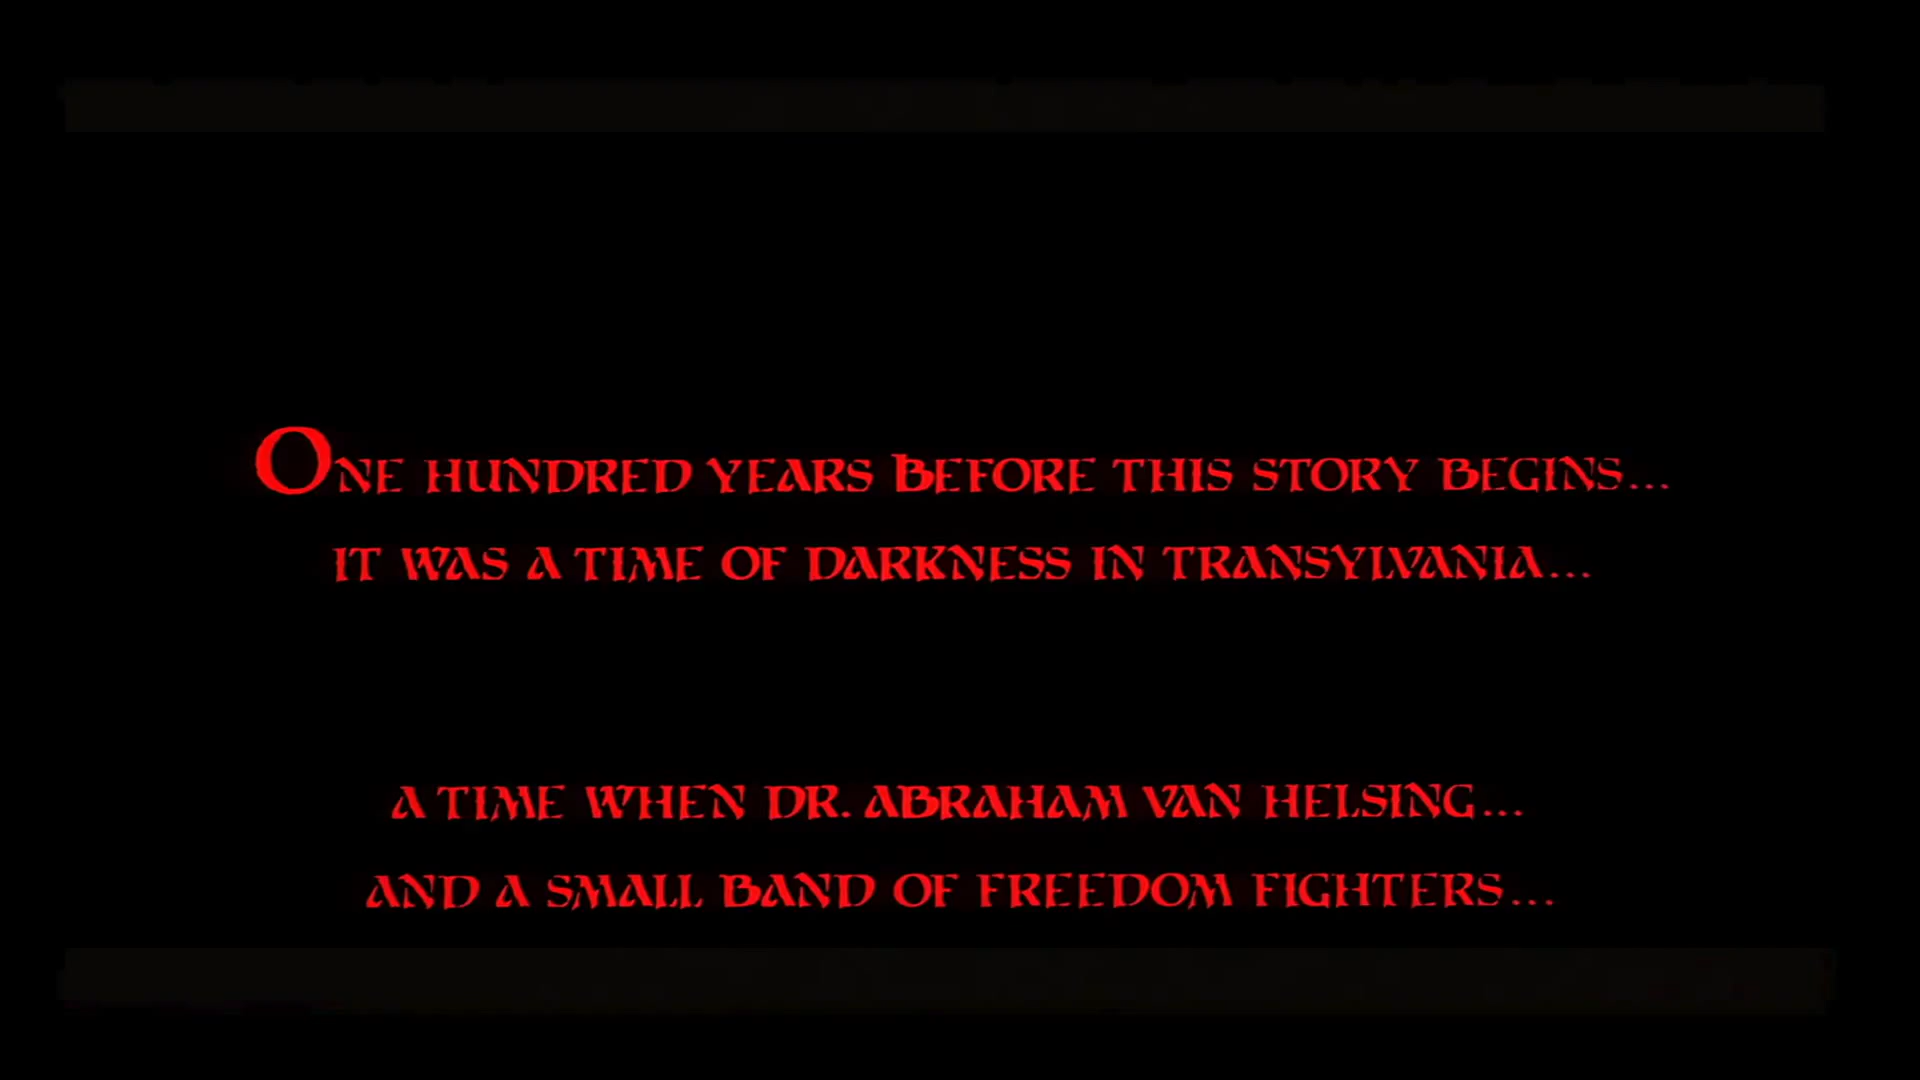 One hundred years before this story begins...
it was a time of darkness in Transylvania...
a time when Dr. Abraham Van Helsing...
and a small band of freedom fighters...